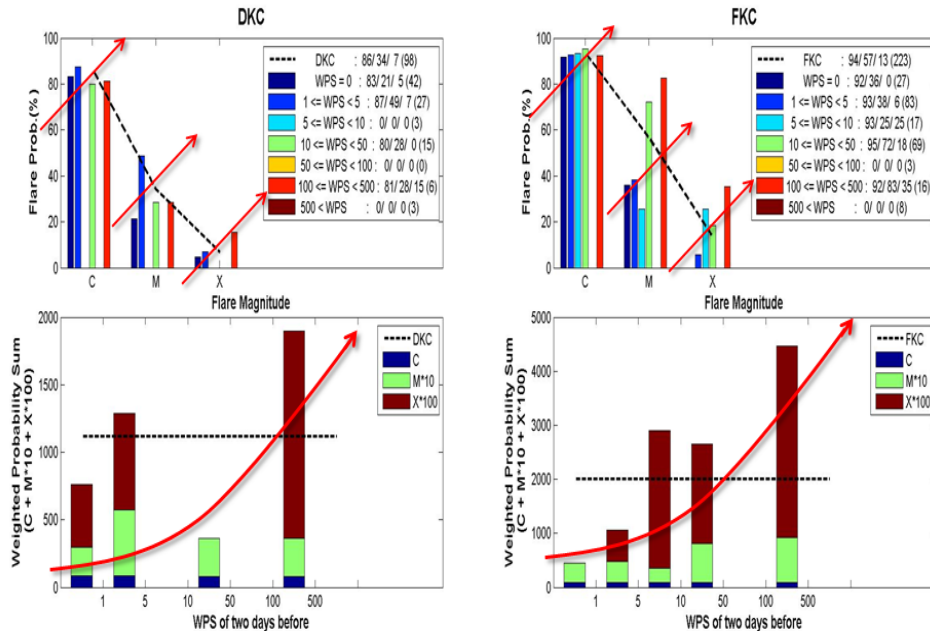 DKC
100
80
60
40
20
0
Flare Prob.(%)
DKC : 86/34/ 7 (98)
WPS = 0 : 83/21/ 5 (42)
1 <= WPS < 5 : 87/ 49/ 7 (27)
5 <= WPS < 10 : 0/ 0/ 0 (3)
10 <= WPS < 50 : 80/ 28/ 0 (15)
50 <= WPS < 100 : 0/ 0/ 0 (0)
100 <= WPS < 500 : 81/ 28/ 15 (6)
500 < WPS : 0/ 0/ 0 (3)
C M X
Flare Magnitude
FKC
100
80
60
40
20
0
Flare Prob.(%)
FKC : 94/ 57/ 13 (223)
WPS = 0 : 92/36/ 0 (27)
1 <= WPS < 5 : 93/ 38/ 6 (83)
5 <= WPS < 10 : 93/ 25/ 25 (17)
10 <= WPS < 50 : 95/ 72/ 18 (69)
50 <= WPS < 100 : 0/ 0/ 0 (3)
100 <= WPS < 500 : 92/ 83/ 35 (16)
500 < WPS : 0/ 0/ 0 (8)
C M X
Flare Magnitude
2000
1500
1000
500
0
Weighted Probability Sum
(C + M*10 + X*100)
DKC
C
M*10
X*100
1 5 10 50 100 500
WPS of two days before
5000
4000
3000
2000
1000
0
Weighted Probability Sum
(C + M*10 + X*100)
FKC
C
M*10
X*100
1 5 10 50 100 500
WPS of two days before